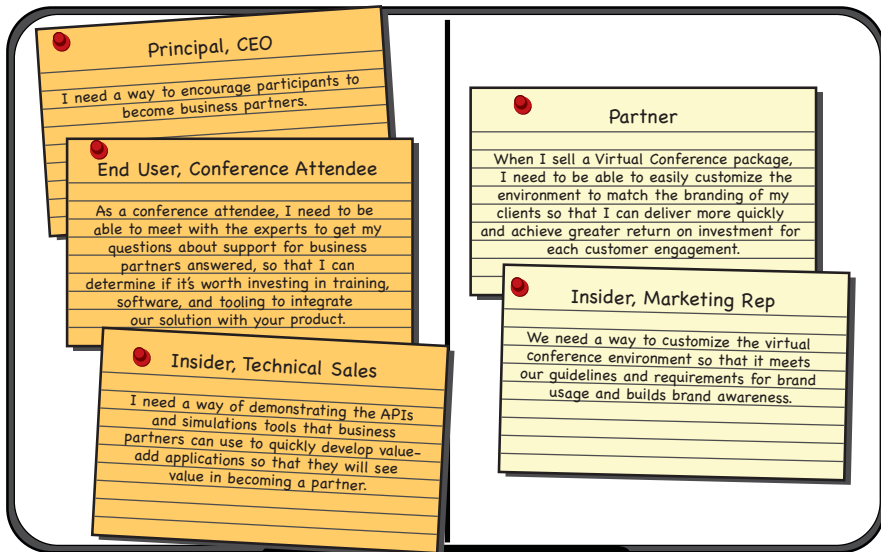 Principal, CEO
I need a way to encourage participants to
become business partners.
End User, Conference Attendee
As a conference attendee, I need to be
able to meet with the experts to get my
questions about support for business
partners answered, so that I can
determine if it's worth investing in training,
software, and tooling to integrate
our solution with your product.
Insider, Technical Sales
I need a way of demonstrating the APIs
and simulations tools that business
partners can use to quickly develop value-
add applications so that they will see
value in becoming a partner.
Partner
When I sell a Virtual Conference package,
I need to be able to easily customize the
environment to match the branding of my
clients so that I can deliver more quickly
and achieve greater return on investment for
each customer engagement.
Insider, Marketing Rep
We need a way to customize the virtual
conference environment so that it meets
our guidelines and requirements for brand
usage and builds brand awareness.